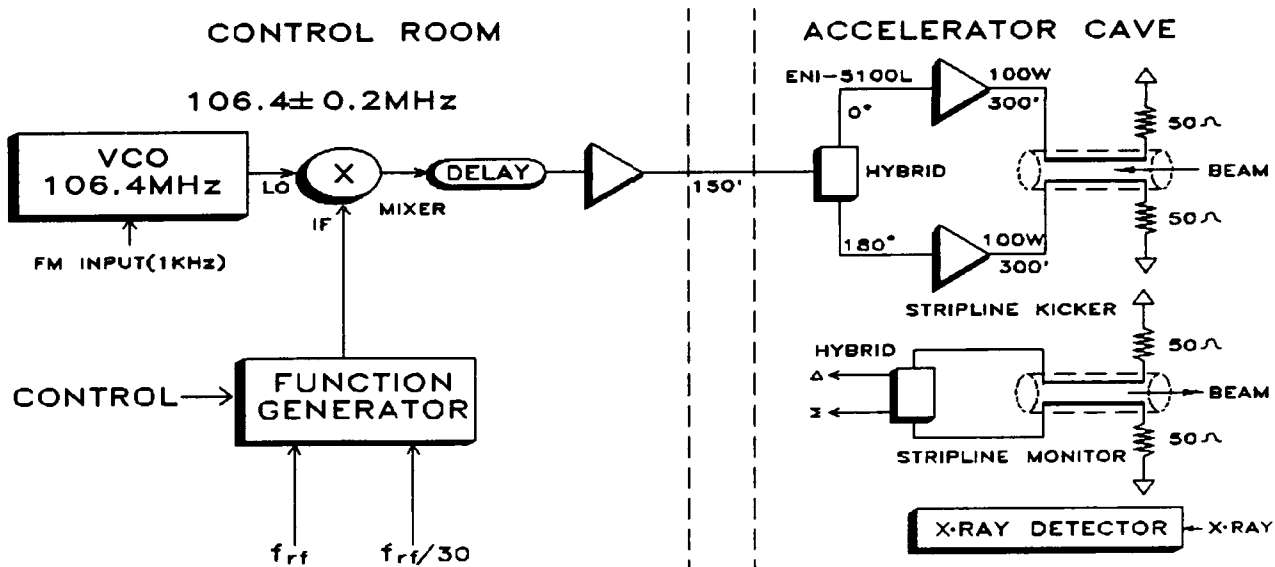 CONTROL ROOM
ACCELERATOR CAVE
106.4± 0.2MHz
VCO
106.4MHz
LO
X
IF
MIXER
DELAY
FM INPUT(1KHz)
150'
ENI-5100L
0°
100W
300'
HYBRID
180°
100W
300'
50Ω
BEAM
50Ω
STRIPLINE KICKER
CONTROL
FUNCTION
GENERATOR
frf
frf/30
HYBRID
Δ
Σ
50Ω
BEAM
50Ω
STRIPLINE MONITOR
X·RAY DETECTOR
X·RAY